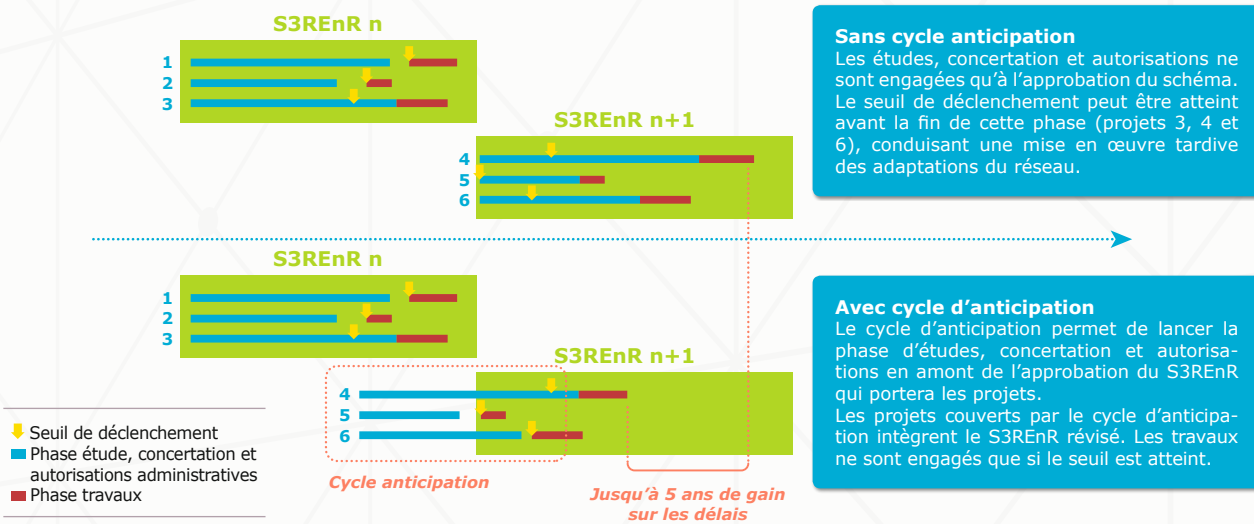 S3REnR n
1
2
3
S3REnR n+1
4
5
6
Sans cycle anticipation
Les études, concertation et autorisations ne
sont engagées qu'à l'approbation du schéma.
Le seuil de déclenchement peut être atteint
avant la fin de cette phase (projets 3, 4 et
6), conduisant une mise en œuvre tardive
des adaptations du réseau.
S3REnR n
1
2
3
S3REnR n+1
4
5
6
Cycle anticipation
Jusqu'à 5 ans de gain
sur les délais
Avec cycle d'anticipation
Le cycle d'anticipation permet de lancer la
phase d'études, concertation et autorisa-
tions en amont de l'approbation du S3REnR
qui portera les projets.
Les projets couverts par le cycle d'anticipa-
tion intègrent le S3REnR révisé. Les travaux
ne sont engagés que si le seuil est atteint.
Seuil de déclenchement
Phase étude, concertation et
autorisations administratives
Phase travaux